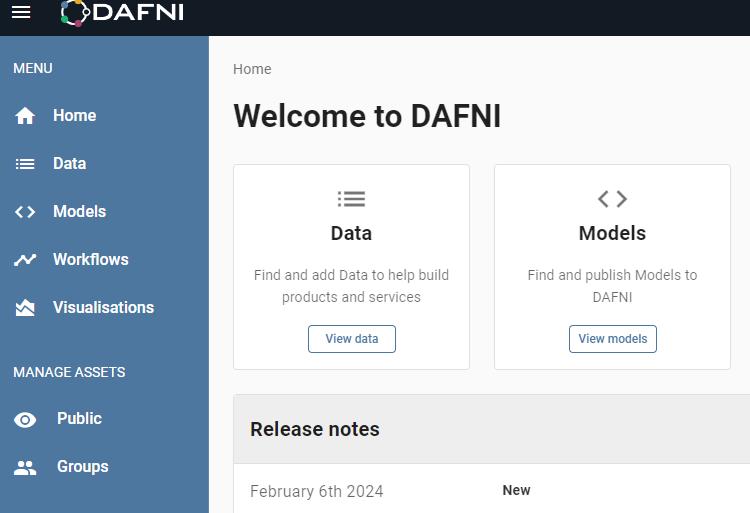 DAFNI
MENU
Home
Data
Models
Workflows
Visualisations
MANAGE ASSETS
Public
Groups
Home
Welcome to DAFNI
Data
Find and add Data to help build
products and services
View data
Models
Find and publish Models to
DAFNI
View models
Release notes
February 6th 2024
New